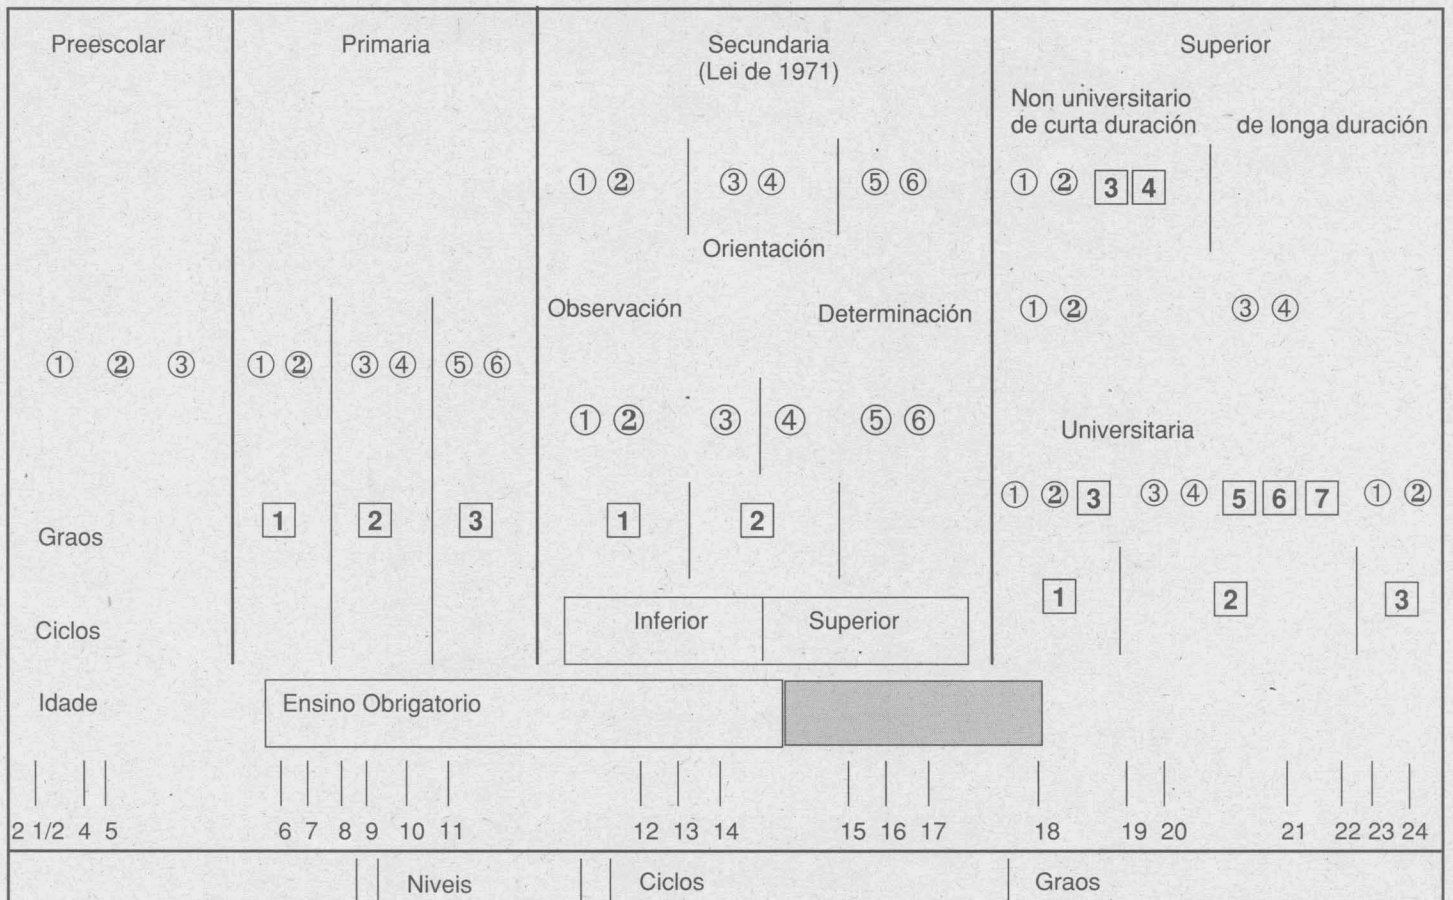 Preescolar
Primaria
Secundaria
(Lei de 1971)
Superior
Non universitario
de curta duración
de longa duración
① ② ③ ④ ⑤ ⑥
① ② 3 4
Orientación
Observación
Determinación
① ② ③ ④
① ② ③
① ② ③ ④ ⑤ ⑥
① ② ③ ④ ⑤ ⑥
Universitaria
① ② 3 ③ ④ 5 6 7 ① ②
Graos
1 2 3
1 2
1 2 3
Ciclos
Inferior
Superior
Idade
Ensino Obrigatorio
2 1/2 4 5 6 7 8 9 10 11 12 13 14 15 16 17 18 19 20 21 22 23 24
Niveis
Ciclos
Graos